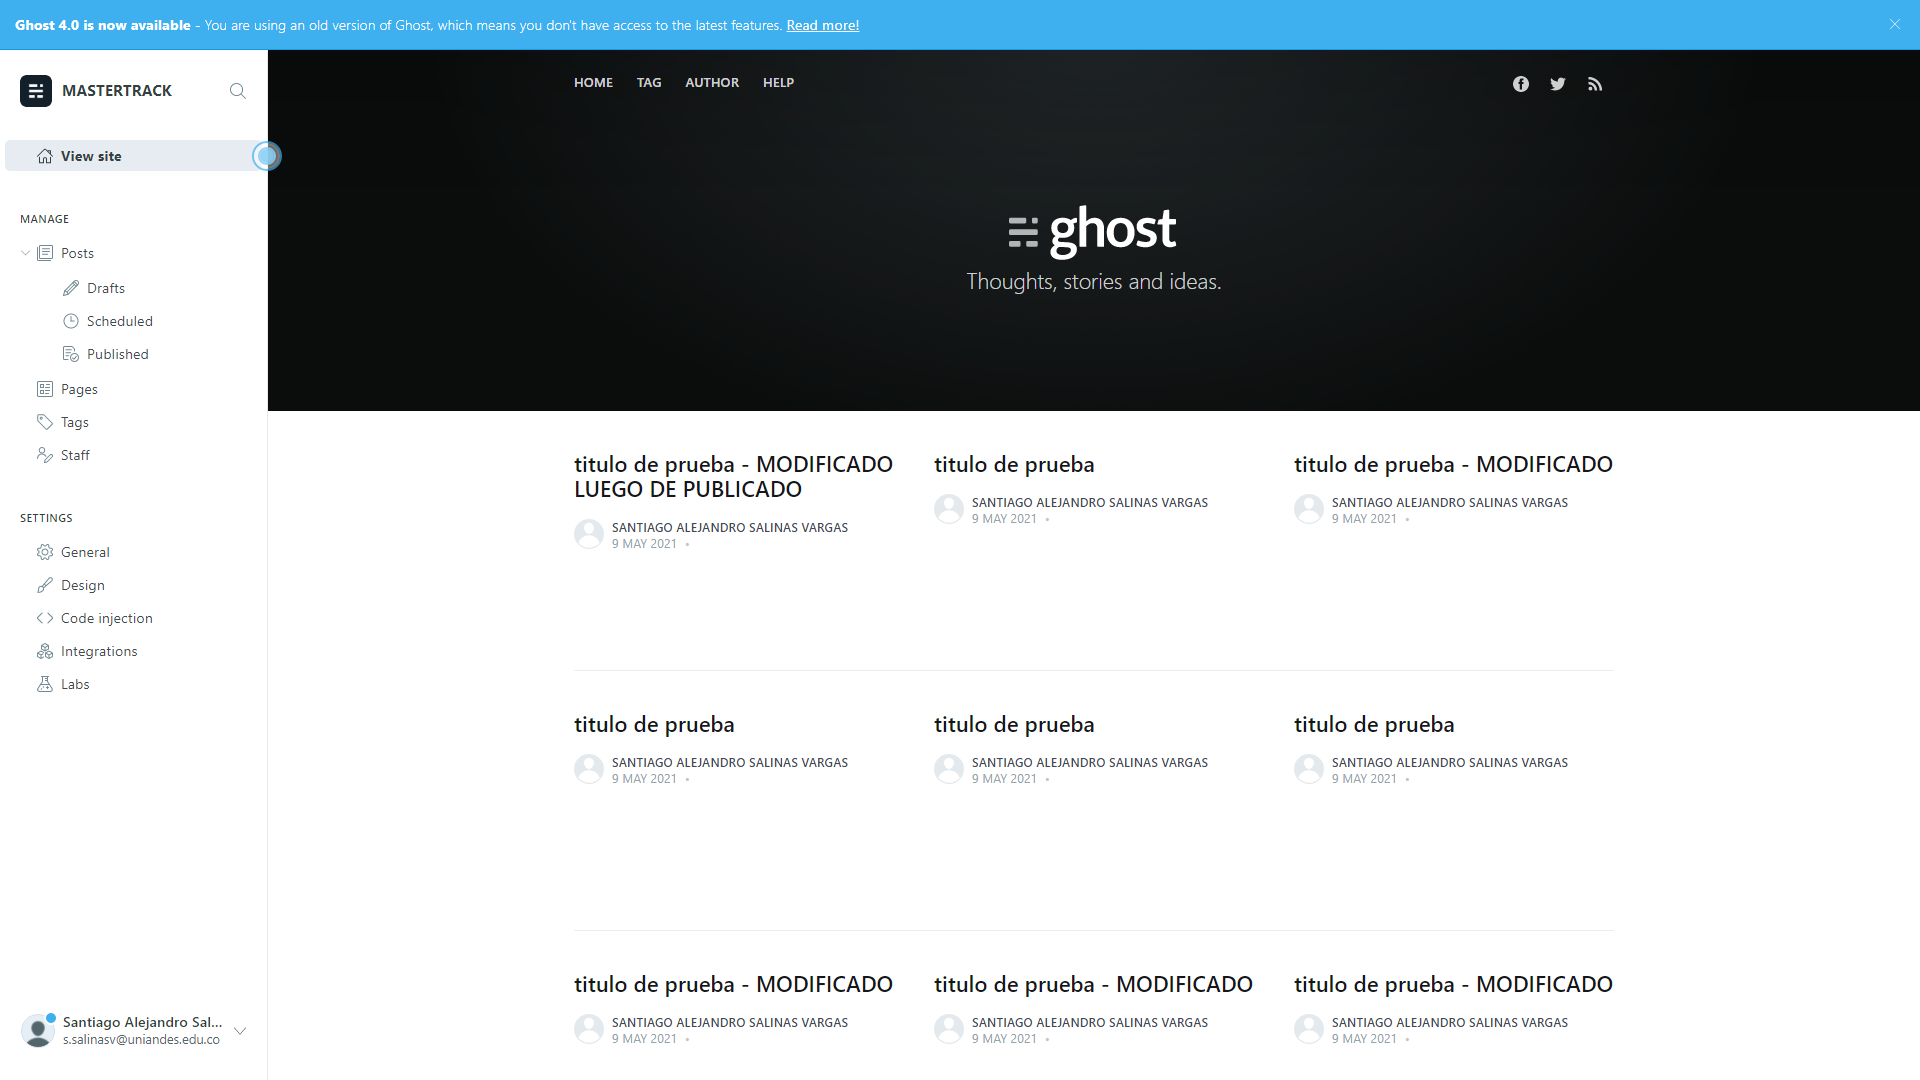 Ghost 4.0 is now available - You are using an old version of Ghost, which means you don't have access to the latest features. Read more!
MASTERTRACK
View site
MANAGE
Posts
Drafts
Scheduled
Published
Pages
Tags
Staff
SETTINGS
General
Design
Code injection
Integrations
Labs
Santiago Alejandro Sal...
s.salinasv@uniandes.edu.co
HOME TAG AUTHOR HELP
ghost
Thoughts, stories and ideas.
titulo de prueba - MODIFICADO
LUEGO DE PUBLICADO
SANTIAGO ALEJANDRO SALINAS VARGAS
9 MAY 2021 •
titulo de prueba
SANTIAGO ALEJANDRO SALINAS VARGAS
9 MAY 2021 •
titulo de prueba - MODIFICADO
SANTIAGO ALEJANDRO SALINAS VARGAS
9 MAY 2021 •
titulo de prueba
SANTIAGO ALEJANDRO SALINAS VARGAS
9 MAY 2021 •
titulo de prueba
SANTIAGO ALEJANDRO SALINAS VARGAS
9 MAY 2021 •
titulo de prueba
SANTIAGO ALEJANDRO SALINAS VARGAS
9 MAY 2021 •
titulo de prueba - MODIFICADO
SANTIAGO ALEJANDRO SALINAS VARGAS
9 MAY 2021 •
titulo de prueba - MODIFICADO
SANTIAGO ALEJANDRO SALINAS VARGAS
9 MAY 2021 •
titulo de prueba - MODIFICADO
SANTIAGO ALEJANDRO SALINAS VARGAS
9 MAY 2021 •